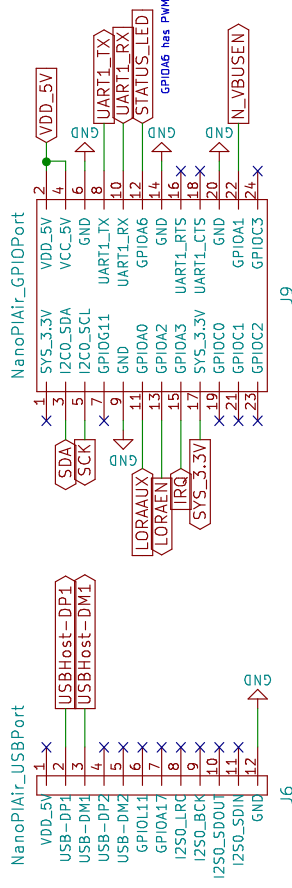 GPIOA6 has PWM
VDD_5V
GND
UART1_TX
UART1_RX
STATUS_LED
GND
GND
N_VBUSEN
2
4
6
8
10
12
14
16
18
20
22
24
NanoPIAir_GPIOPort
VDD_5V
VCC_5V
GND
UART1_TX
UART1_RX
GPIOA6
GND
UART1_RTS
UART1_CTS
GND
GPIOA1
GPIOC3
SYS_3.3V
I2C0_SDA
I2C0_SCL
GPIOG11
GND
GPIOA0
GPIOA2
GPIOA3
SYS_3.3V
GPIOC0
GPIOC1
GPIOC2
J9
1
3
5
7
9
11
13
15
17
19
21
23
SDA
SCK
GND
LORAAUX
LORAEN
IRQ
SYS_3.3V
USBHost-DP1
USBHost-DM1
GND
NanoPIAir_USBPort
1
2
3
4
5
6
7
8
9
10
11
12
VDD_5V
USB-DP1
USB-DM1
USB-DP2
USB-DM2
GPIOL11
GPIOA17
I2S0_LRC
I2S0_BCK
I2S0_SDOUT
I2S0_SDIN
GND
J6